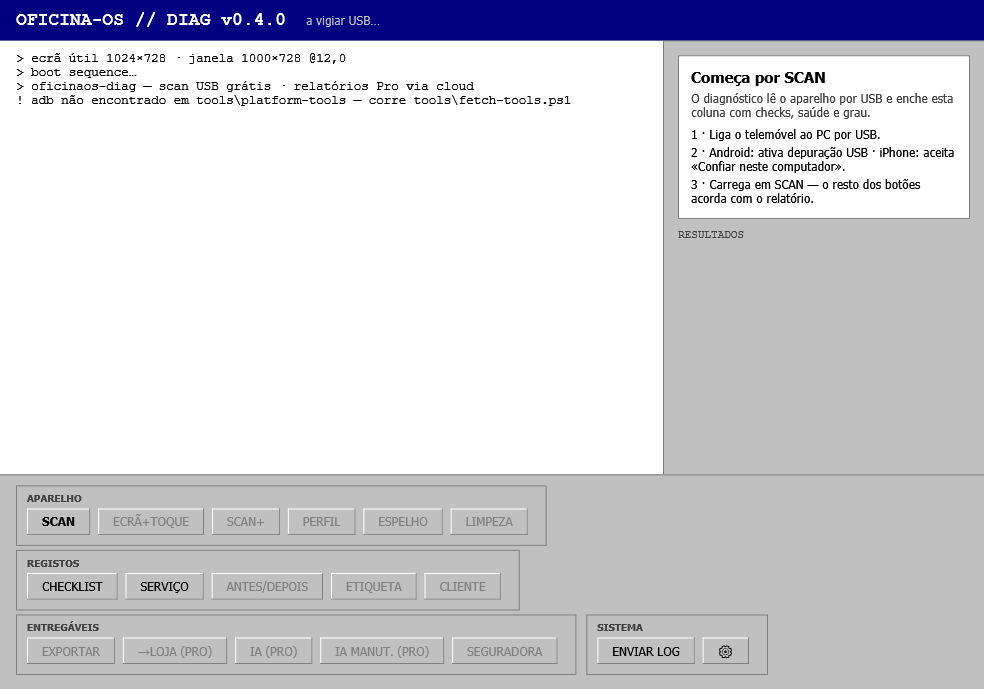 OFICINA-OS // DIAG v0.4.0 a vigiar USB…
> ecrã útil 1024×728 · janela 1000×728 @12,0
> boot sequence…
> oficinaos-diag — scan USB grátis · relatórios Pro via cloud
! adb não encontrado em tools\platform-tools — corre tools\fetch-tools.ps1
Começa por SCAN
O diagnóstico lê o aparelho por USB e enche esta
coluna com checks, saúde e grau.
1 · Liga o telemóvel ao PC por USB.
2 · Android: ativa depuração USB · iPhone: aceita
«Confiar neste computador».
3 · Carrega em SCAN — o resto dos botões
acorda com o relatório.
RESULTADOS
APARELHO
SCAN ECRÃ+TOQUE SCAN+ PERFIL ESPELHO LIMPEZA
REGISTOS
CHECKLIST SERVIÇO ANTES/DEPOIS ETIQUETA CLIENTE
ENTREGÁVEIS
EXPORTAR →LOJA (PRO) IA (PRO) IA MANUT. (PRO) SEGURADORA
SISTEMA
ENVIAR LOG